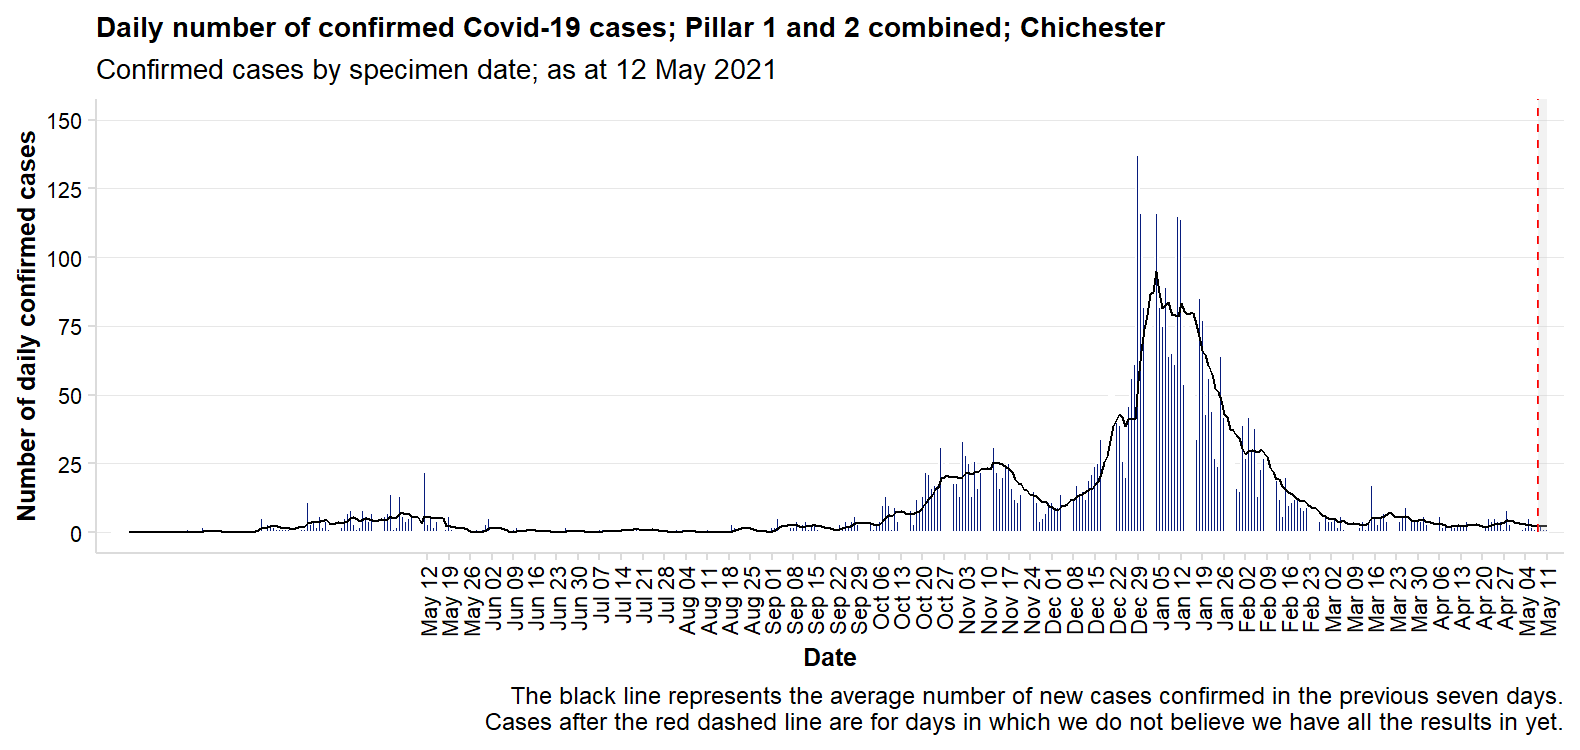 Daily number of confirmed Covid-19 cases; Pillar 1 and 2 combined; Chichester
Confirmed cases by specimen date; as at 12 May 2021
Number of daily confirmed cases
150
125
100
75
50
25
0
May 12
May 19
May 26
Jun 02
Jun 09
Jun 16
Jun 23
Jun 30
Jul 07
Jul 14
Jul 21
Jul 28
Aug 04
Aug 11
Aug 18
Aug 25
Sep 01
Sep 08
Sep 15
Sep 22
Sep 29
Oct 06
Oct 13
Oct 20
Oct 27
Nov 03
Nov 10
Nov 17
Nov 24
Dec 01
Dec 08
Dec 15
Dec 22
Dec 29
Jan 05
Jan 12
Jan 19
Jan 26
Feb 02
Feb 09
Feb 16
Feb 23
Mar 02
Mar 09
Mar 16
Mar 23
Mar 30
Apr 06
Apr 13
Apr 20
Apr 27
May 04
May 11
Date
The black line represents the average number of new cases confirmed in the previous seven days.
Cases after the red dashed line are for days in which we do not believe we have all the results in yet.